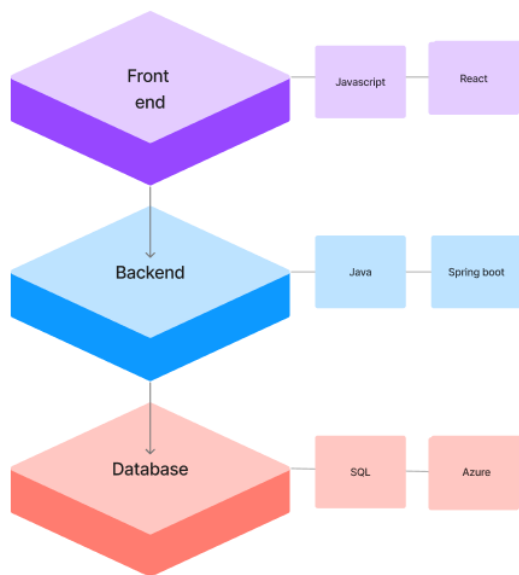 Front
end
Javascript
React
Backend
Java
Spring boot
Database
SQL
Azure